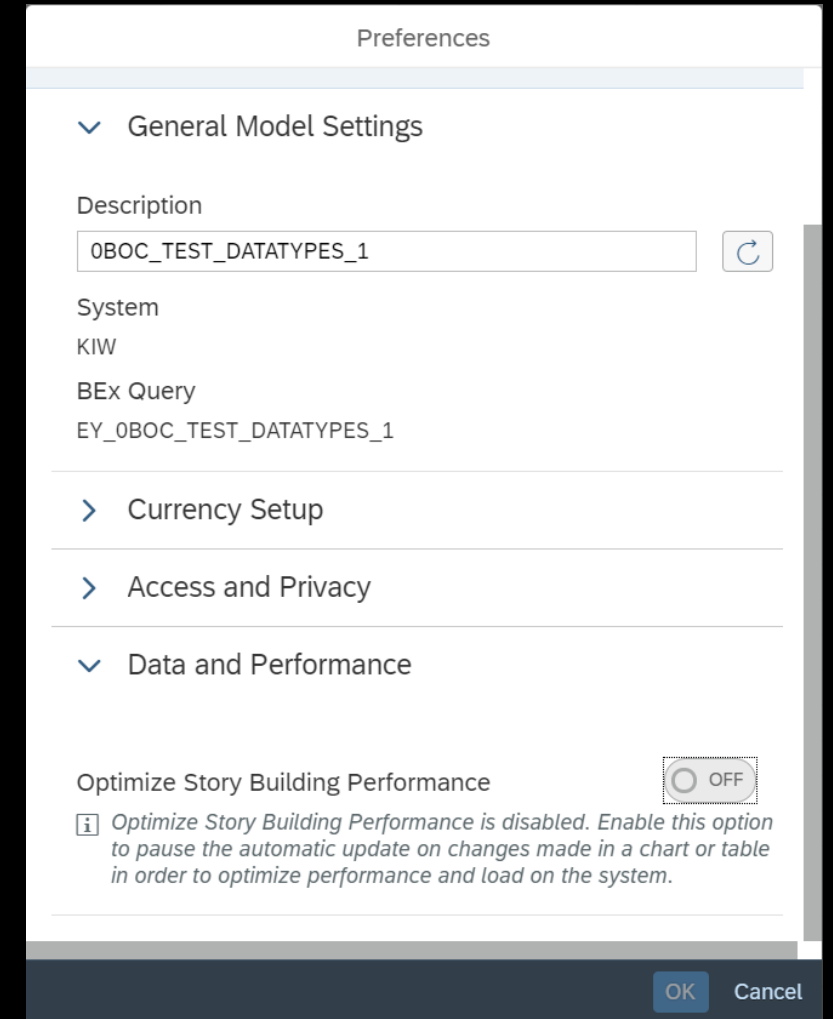 Preferences
General Model Settings
Description
0BOC_TEST_DATATYPES_1
System
KIW
BEx Query
EY_0BOC_TEST_DATATYPES_1
Currency Setup
Access and Privacy
Data and Performance
Optimize Story Building Performance
OFF
Optimize Story Building Performance is disabled. Enable this option
to pause the automatic update on changes made in a chart or table
in order to optimize performance and load on the system.
OK
Cancel